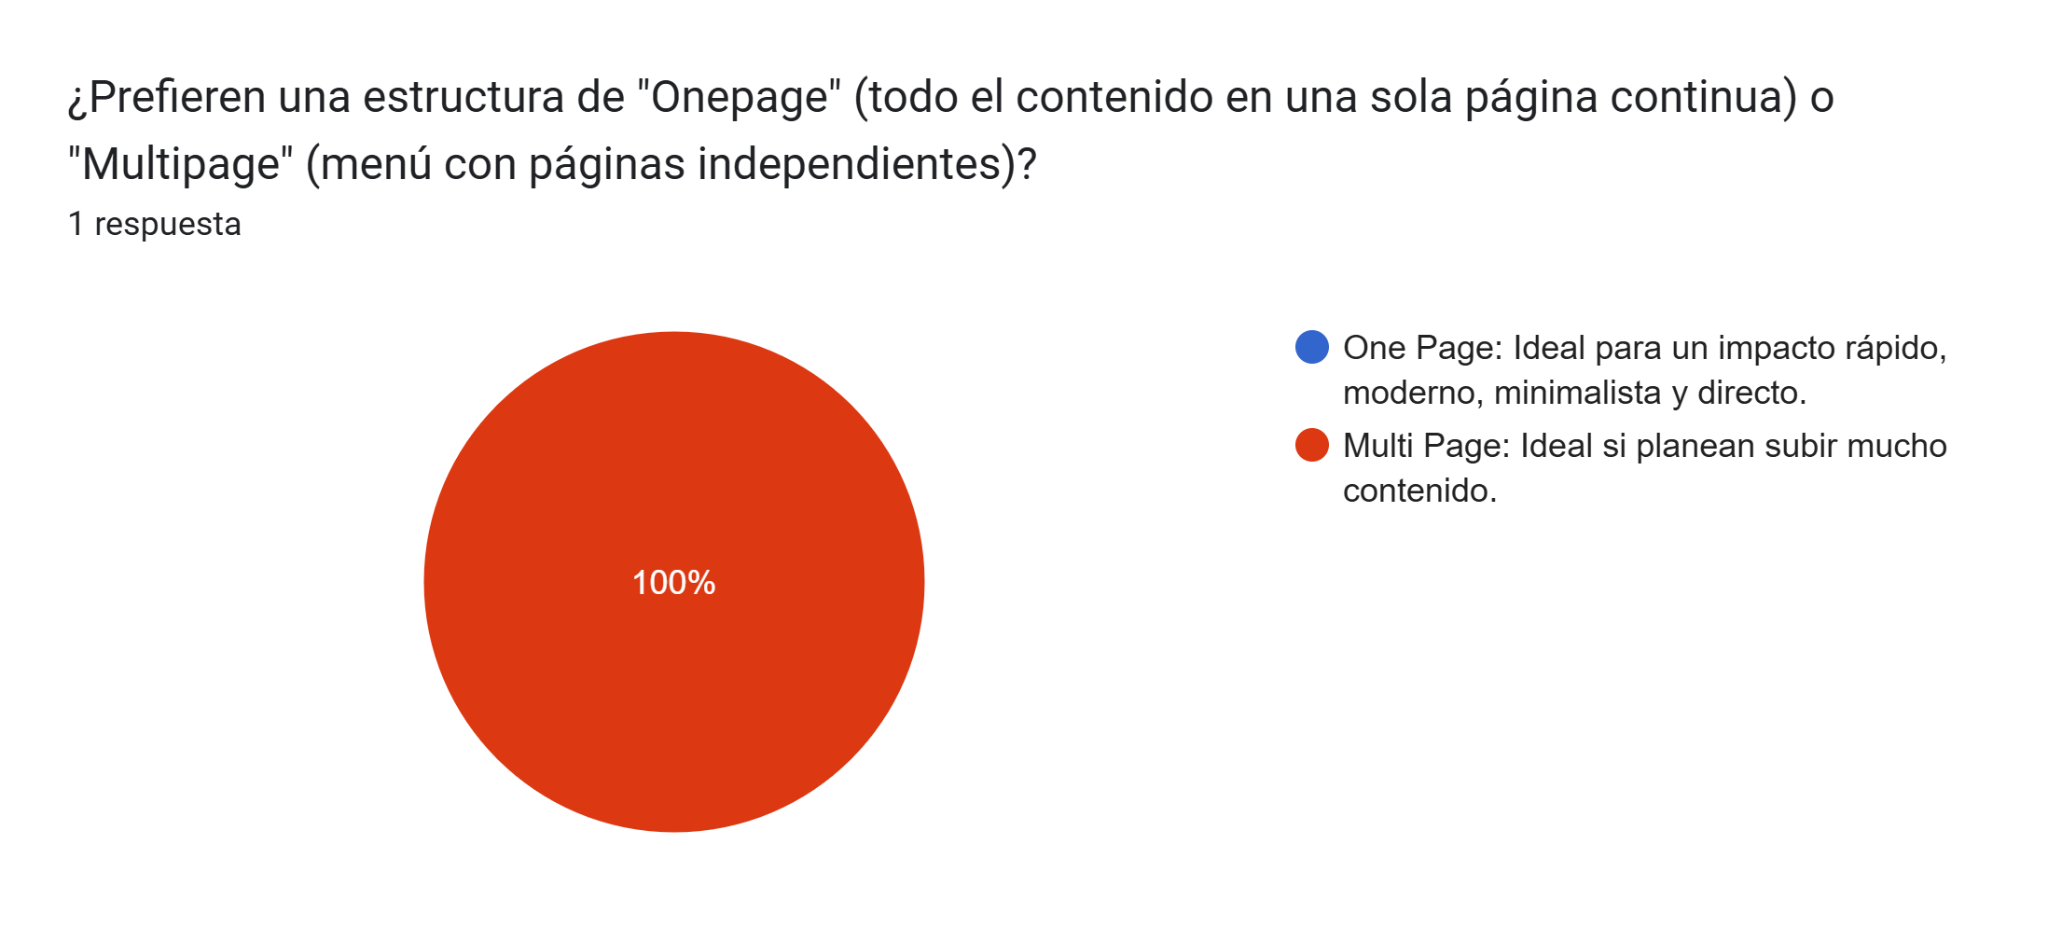 ¿Prefieren una estructura de "Onepage" (todo el contenido en una sola página continua) o
"Multipage" (menú con páginas independientes)?
1 respuesta
One Page: Ideal para un impacto rápido,
moderno, minimalista y directo.
Multi Page: Ideal si planean subir mucho
contenido.
100%